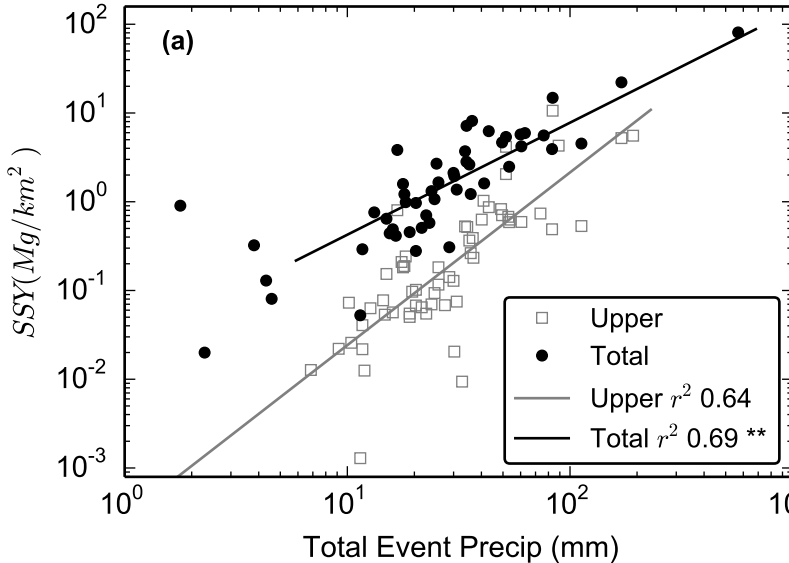 (a)
10²
10¹
10⁰
10⁻¹
10⁻²
10⁻³
SSY(Mg/km²)
10⁰
10¹
10²
10
Total Event Precip (mm)
Upper
Total
Upper r² 0.64
Total r² 0.69 **